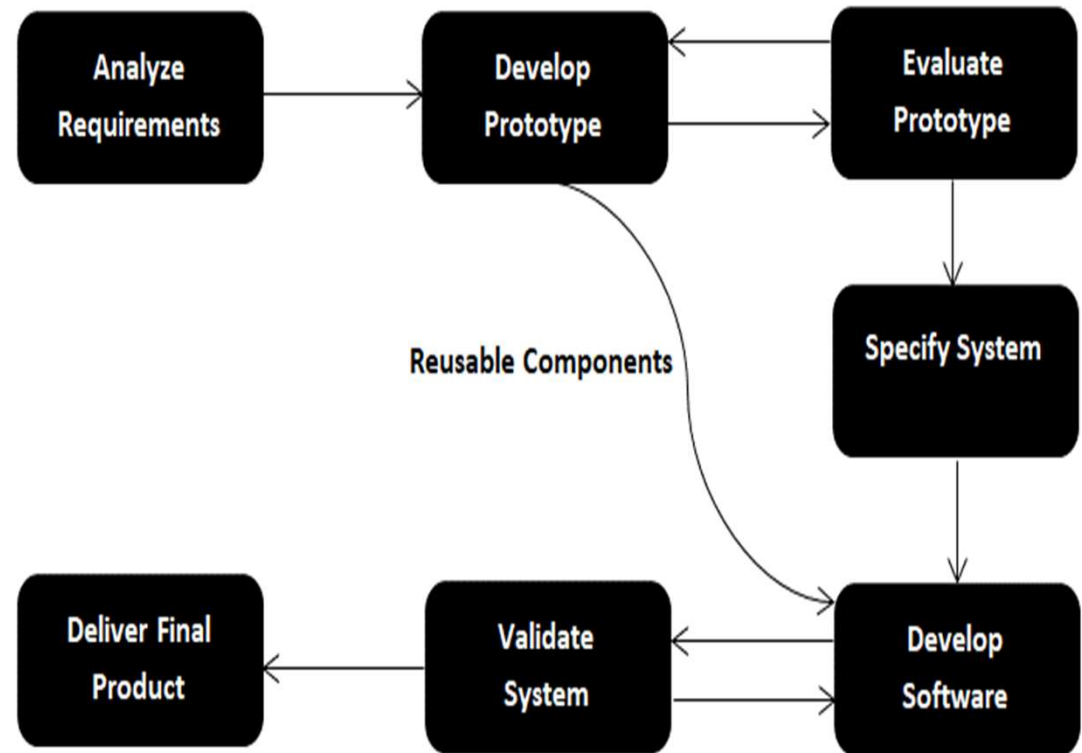 Analyze
Requirements
Develop
Prototype
Evaluate
Prototype
Specify System
Reusable Components
Deliver Final
Product
Validate
System
Develop
Software